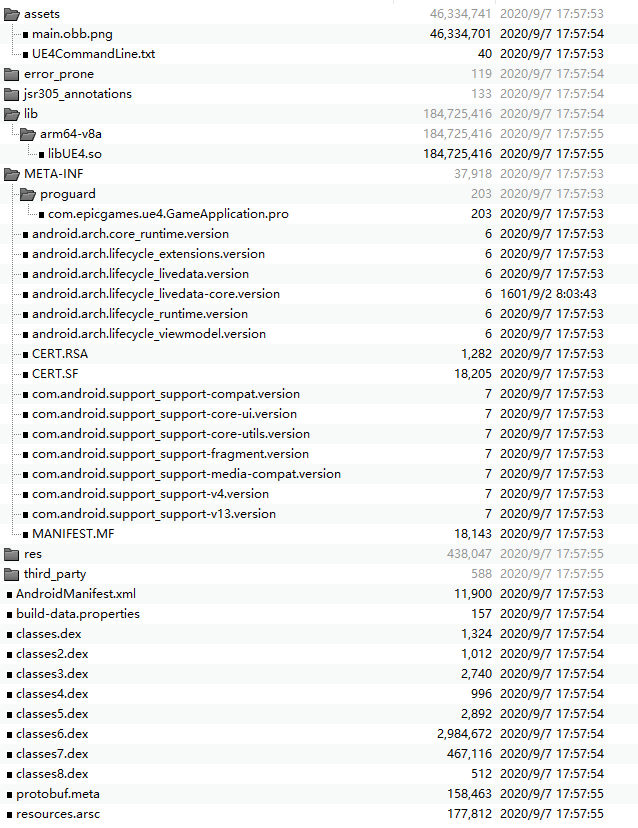 assets 46,334,741 2020/9/7 17:57:53
main.obb.png 46,334,701 2020/9/7 17:57:54
UE4CommandLine.txt 40 2020/9/7 17:57:53
error_prone 119 2020/9/7 17:57:54
jsr305_annotations 133 2020/9/7 17:57:54
lib 184,725,416 2020/9/7 17:57:55
arm64-v8a 184,725,416 2020/9/7 17:57:55
libUE4.so 184,725,416 2020/9/7 17:57:55
META-INF 37,918 2020/9/7 17:57:53
proguard 203 2020/9/7 17:57:53
com.epicgames.ue4.GameApplication.pro 203 2020/9/7 17:57:53
android.arch.core_runtime.version 6 2020/9/7 17:57:53
android.arch.lifecycle_extensions.version 6 2020/9/7 17:57:53
android.arch.lifecycle_livedata.version 6 2020/9/7 17:57:53
android.arch.lifecycle_livedata-core.version 6 1601/9/2 8:03:43
android.arch.lifecycle_runtime.version 6 2020/9/7 17:57:53
android.arch.lifecycle_viewmodel.version 6 2020/9/7 17:57:53
CERT.RSA 1,282 2020/9/7 17:57:53
CERT.SF 18,205 2020/9/7 17:57:53
com.android.support_support-compat.version 7 2020/9/7 17:57:53
com.android.support_support-core-ui.version 7 2020/9/7 17:57:53
com.android.support_support-core-utils.version 7 2020/9/7 17:57:53
com.android.support_support-fragment.version 7 2020/9/7 17:57:53
com.android.support_support-media-compat.version 7 2020/9/7 17:57:53
com.android.support_support-v4.version 7 2020/9/7 17:57:53
com.android.support_support-v13.version 7 2020/9/7 17:57:53
MANIFEST.MF 18,143 2020/9/7 17:57:53
res 438,047 2020/9/7 17:57:55
third_party 588 2020/9/7 17:57:55
AndroidManifest.xml 11,900 2020/9/7 17:57:53
build-data.properties 157 2020/9/7 17:57:54
classes.dex 1,324 2020/9/7 17:57:54
classes2.dex 1,012 2020/9/7 17:57:54
classes3.dex 2,740 2020/9/7 17:57:54
classes4.dex 996 2020/9/7 17:57:54
classes5.dex 2,892 2020/9/7 17:57:54
classes6.dex 2,984,672 2020/9/7 17:57:54
classes7.dex 467,116 2020/9/7 17:57:54
classes8.dex 512 2020/9/7 17:57:54
protobuf.meta 158,463 2020/9/7 17:57:55
resources.arsc 177,812 2020/9/7 17:57:55